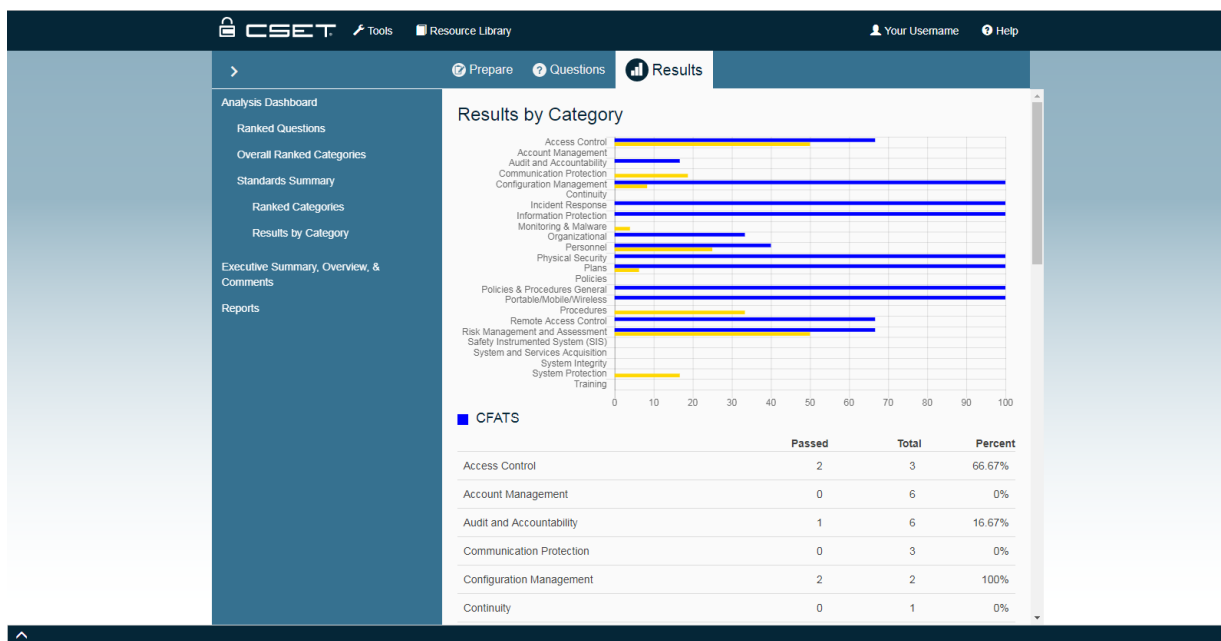 CSET Tools Resource Library Your Username Help
Prepare Questions Results
Analysis Dashboard
Ranked Questions
Overall Ranked Categories
Standards Summary
Ranked Categories
Results by Category
Executive Summary, Overview, &
Comments
Reports
Results by Category
Access Control
Account Management
Audit and Accountability
Communication Protection
Configuration Management
Continuity
Incident Response
Information Protection
Monitoring & Malware
Organizational
Personnel
Physical Security
Plans
Policies
Policies & Procedures General
Portable/Mobile/Wireless
Procedures
Remote Access Control
Risk Management and Assessment
Safety Instrumented System (SIS)
System and Services Acquisition
System Integrity
System Protection
Training
0 10 20 30 40 50 60 70 80 90 100
CFATS
Passed Total Percent
Access Control 2 3 66.67%
Account Management 0 6 0%
Audit and Accountability 1 6 16.67%
Communication Protection 0 3 0%
Configuration Management 2 2 100%
Continuity 0 1 0%